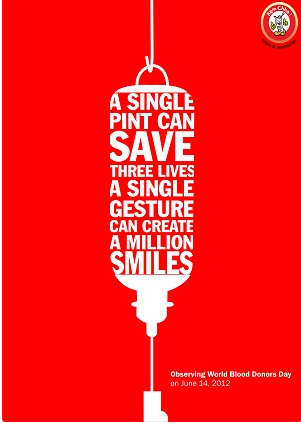 A SINGLE
PINT CAN
SAVE
THREE LIVES
A SINGLE
GESTURE
CAN CREATE
A MILLION
SMILES
Observing World Blood Donors Day
on June 14, 2012